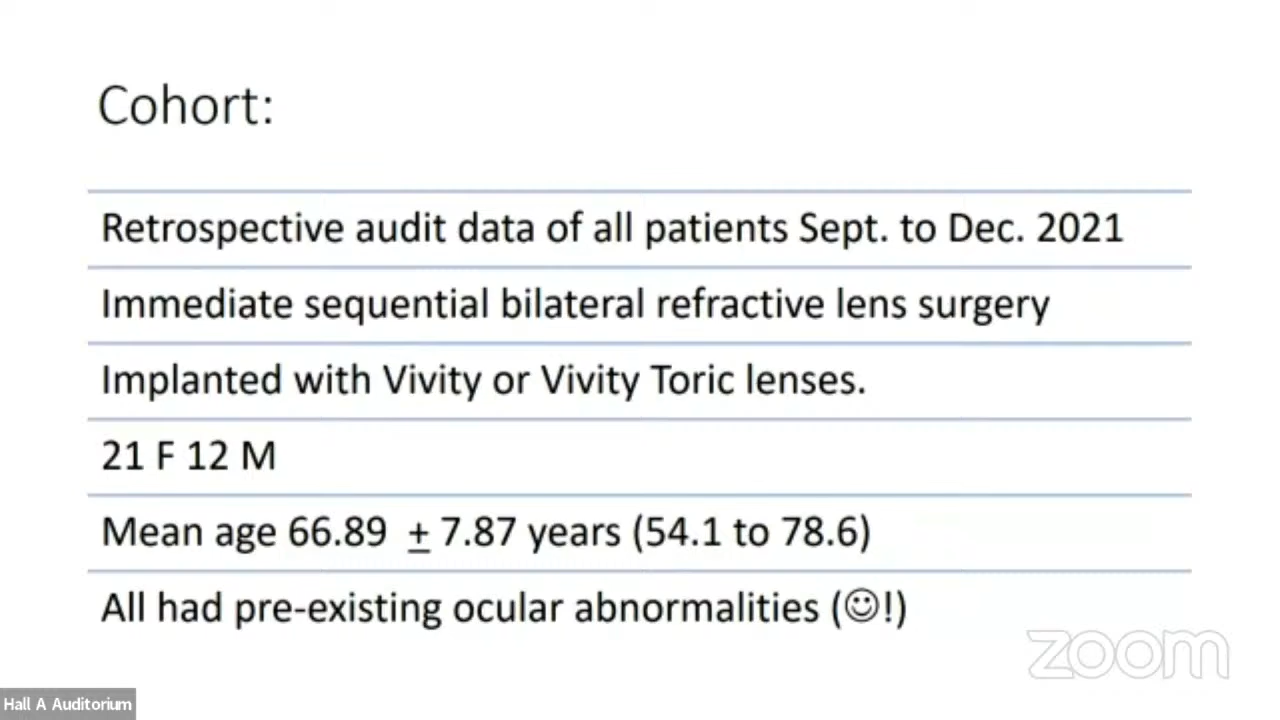 Cohort:
Retrospective audit data of all patients Sept. to Dec. 2021
Immediate sequential bilateral refractive lens surgery
Implanted with Vivity or Vivity Toric lenses.
21 F 12 M
Mean age 66.89 ± 7.87 years (54.1 to 78.6)
All had pre-existing ocular abnormalities (☺!)
zoom
Hall A Auditorium